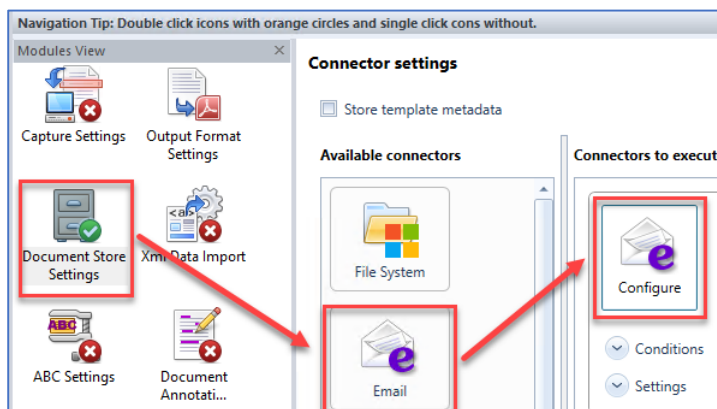 Navigation Tip: Double click icons with orange circles and single click cons without.
Modules View
Capture Settings
Output Format
Settings
Document Store
Settings
Xml Data Import
ABC
ABC Settings
Document
Annotati...
Connector settings
Store template metadata
Available connectors
File System
Email
Connectors to execut
Configure
Conditions
Settings